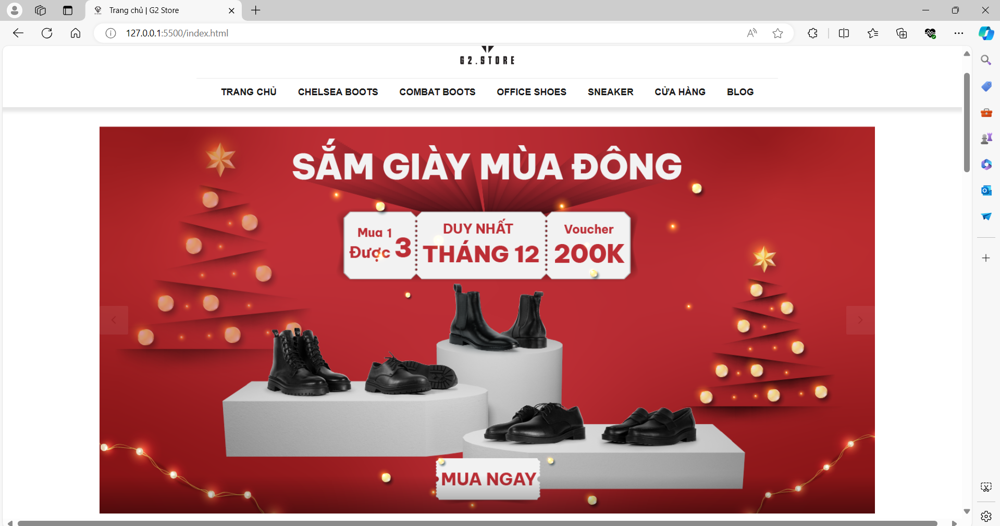 Trang chủ | G2 Store
127.0.0.1:5500/index.html
G2.STORE
TRANG CHỦ CHELSEA BOOTS COMBAT BOOTS OFFICE SHOES SNEAKER CỬA HÀNG BLOG
SẮM GIÀY MÙA ĐÔNG
Mua 1
Được 3
DUY NHẤT
THÁNG 12
Voucher
200K
MUA NGAY